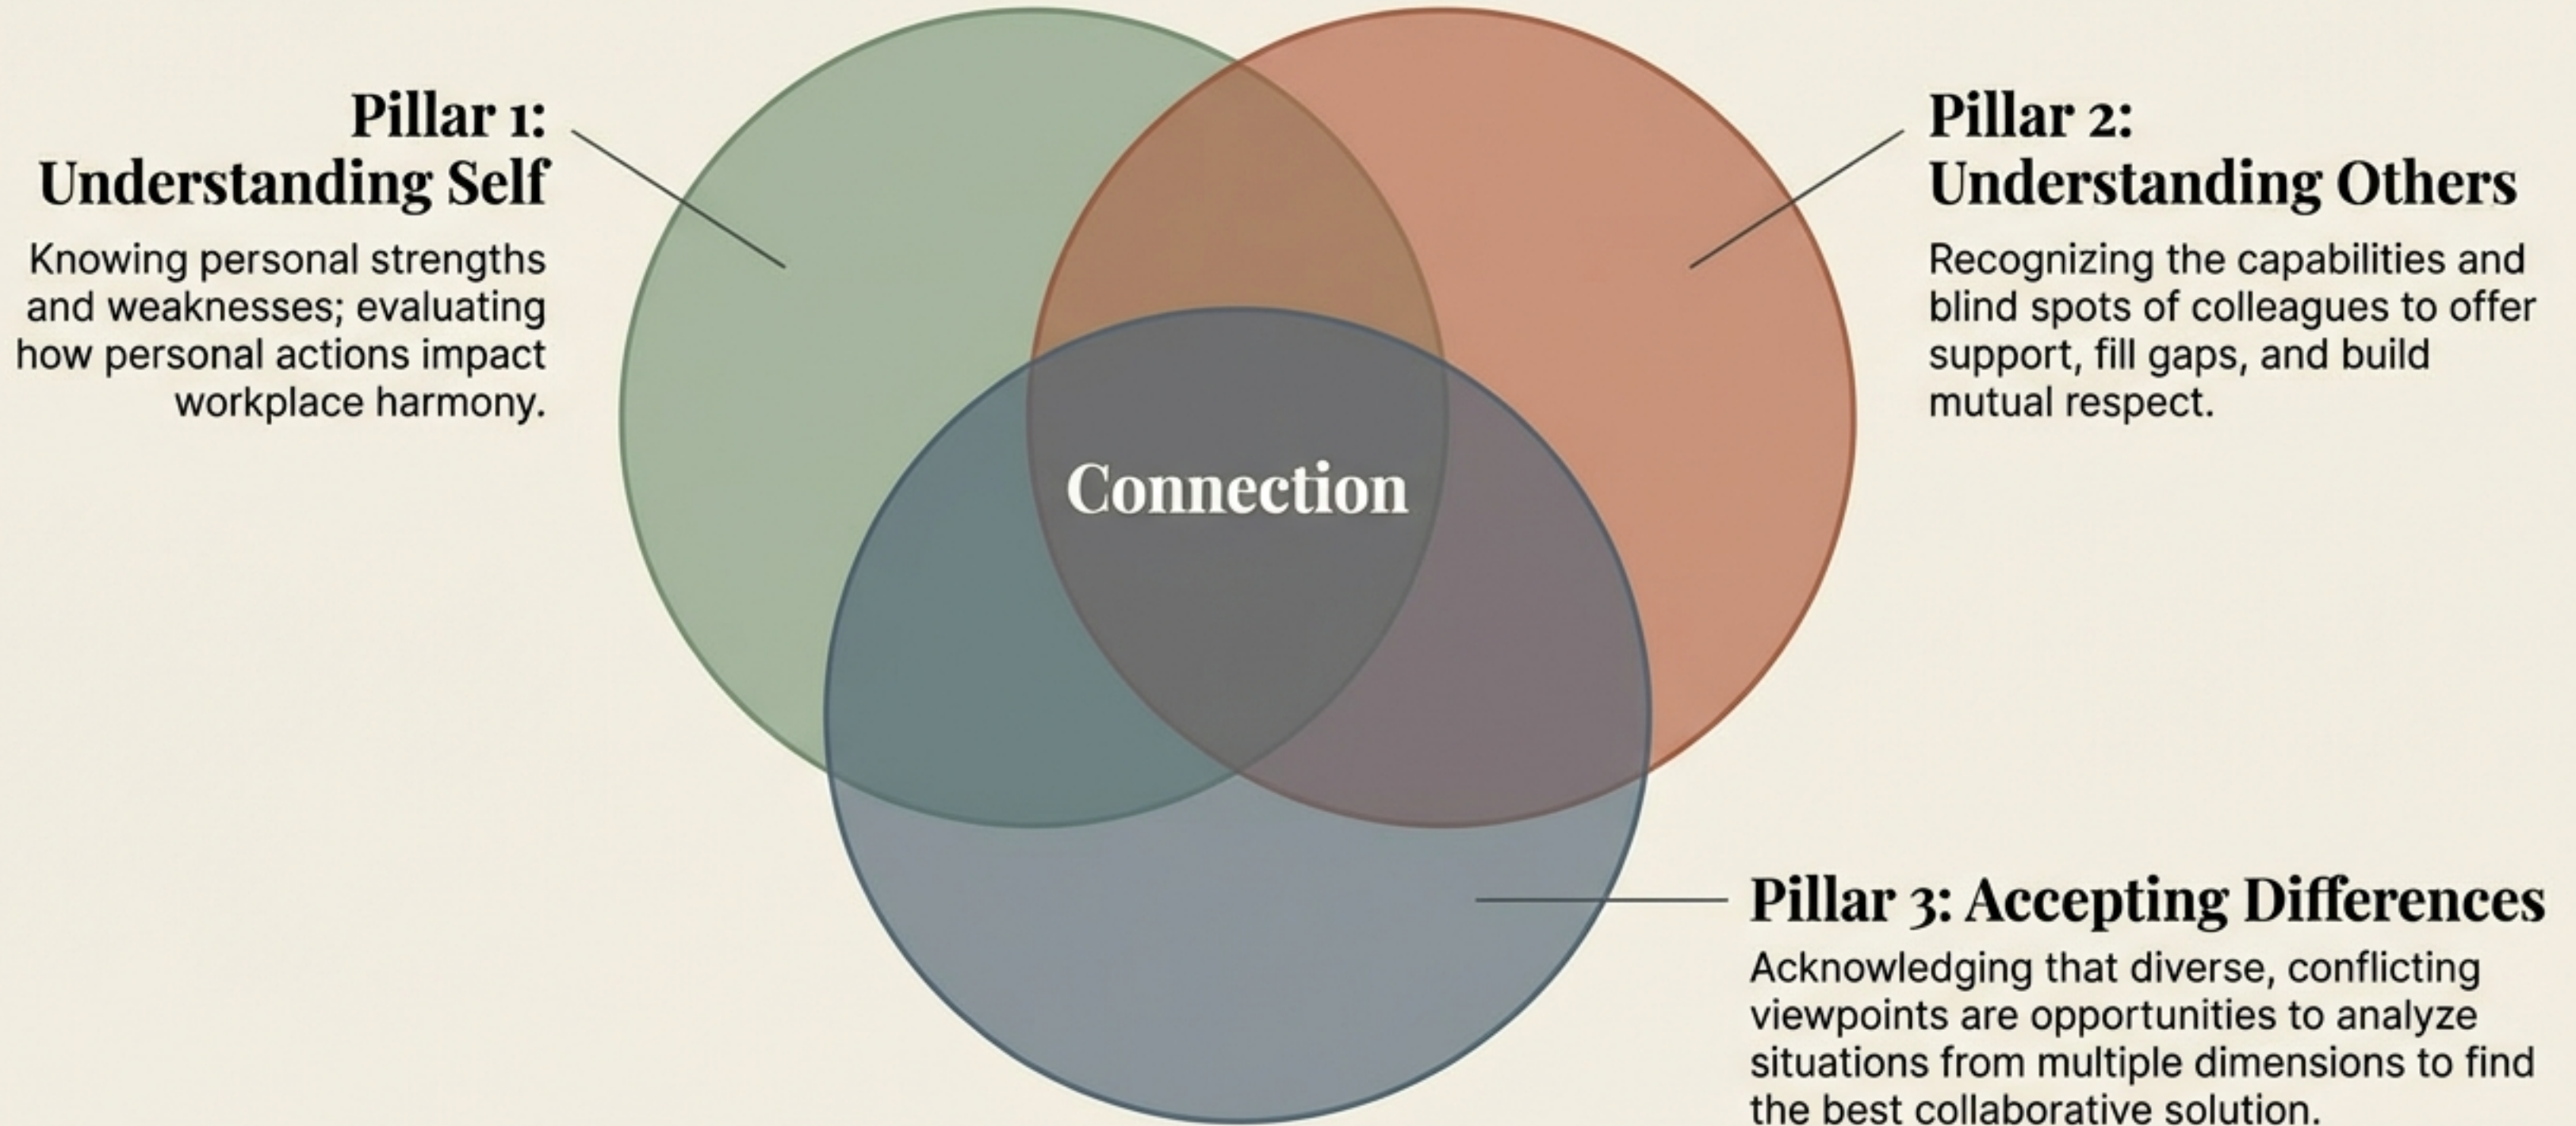 Pillar 1:
Understanding Self
Knowing personal strengths
and weaknesses; evaluating
how personal actions impact
workplace harmony.
Pillar 2:
Understanding Others
Recognizing the capabilities and
blind spots of colleagues to offer
support, fill gaps, and build
mutual respect.
Connection
Pillar 3: Accepting Differences
Acknowledging that diverse, conflicting
viewpoints are opportunities to analyze
situations from multiple dimensions to find
the best collaborative solution.